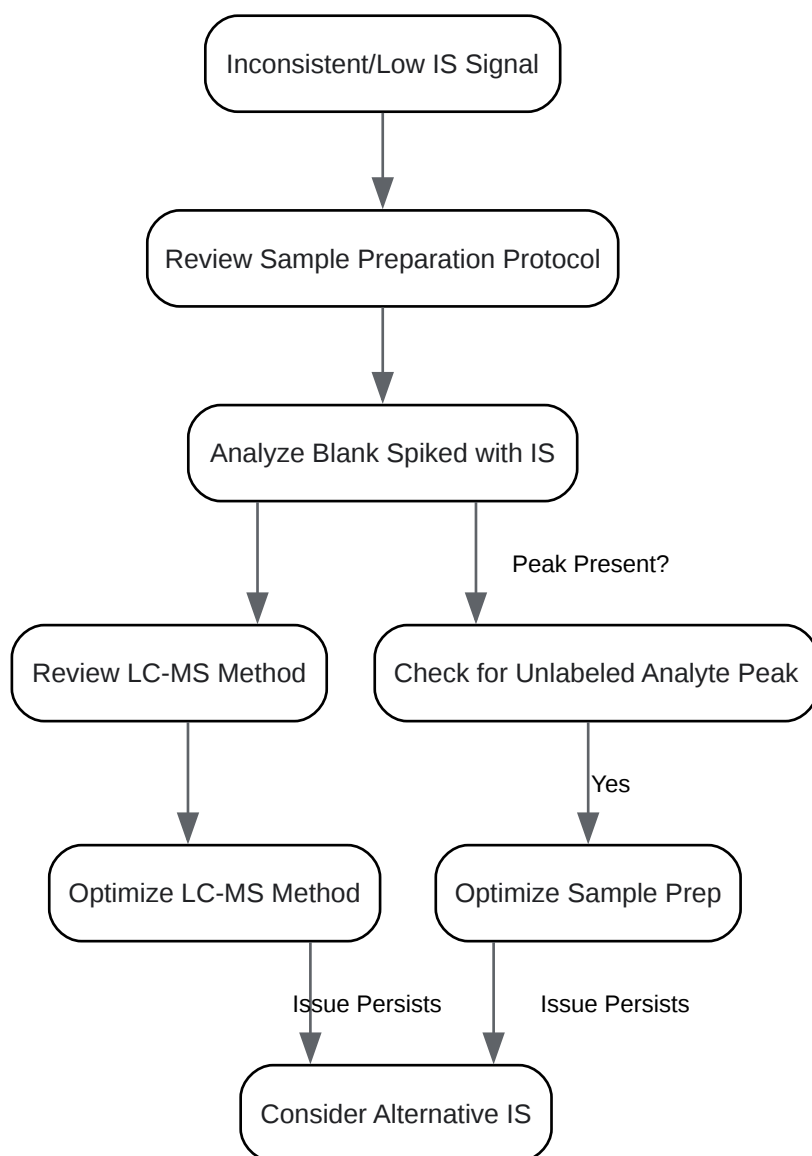 Inconsistent/Low IS Signal
Review Sample Preparation Protocol
Analyze Blank Spiked with IS
Peak Present?
Review LC-MS Method
Check for Unlabeled Analyte Peak
Yes
Optimize LC-MS Method
Optimize Sample Prep
Issue Persists
Issue Persists
Consider Alternative IS